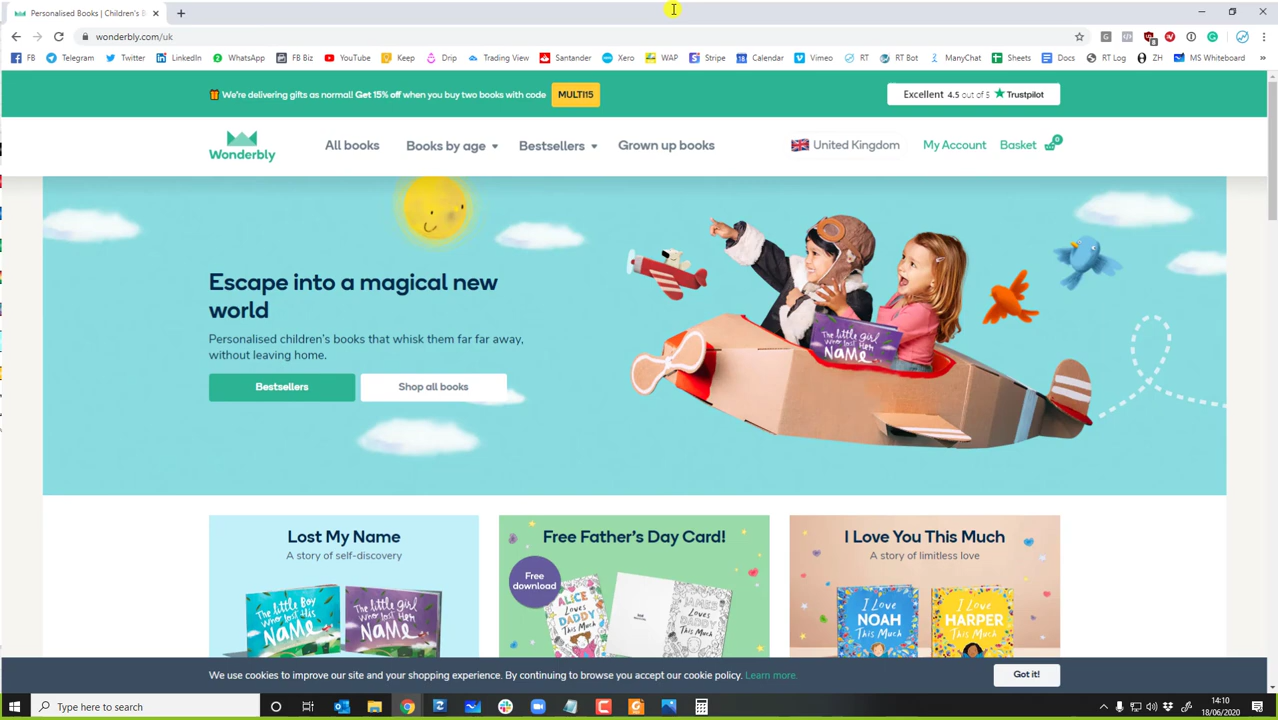 Personalised Books | Children's B
wonderbly.com/uk
FB Telegram Twitter LinkedIn WhatsApp FB Biz YouTube Keep Drip Trading View Santander Xero WAP Stripe Calendar Vimeo RT RT Bot ManyChat Sheets Docs RT Log ZH MS Whiteboard »
We're delivering gifts as normal! Get 15% off when you buy two books with code MULTI15
Excellent 4.5 out of 5 Trustpilot
Wonderbly
All books Books by age Bestsellers Grown up books United Kingdom My Account Basket 0
Escape into a magical new
world
Personalised children's books that whisk them far far away,
without leaving home.
Bestsellers Shop all books
The little girl
who lost Her
NAMe
Lost My Name
A story of self-discovery
The little Boy
who lost His
NAME
The little girl
who lost Her
NAMe
Free Father's Day Card!
Free
download
ALICE
Loves
DADDY
This Much
JAMES
Loves
DADDY
This Much
I Love You This Much
A story of limitless love
I Love
NOAH
This Much
I Love
HARPER
This Much
We use cookies to improve our site and your shopping experience. By continuing to browse you accept our cookie policy. Learn more.
Got it!
Type here to search
14:10
18/06/2020